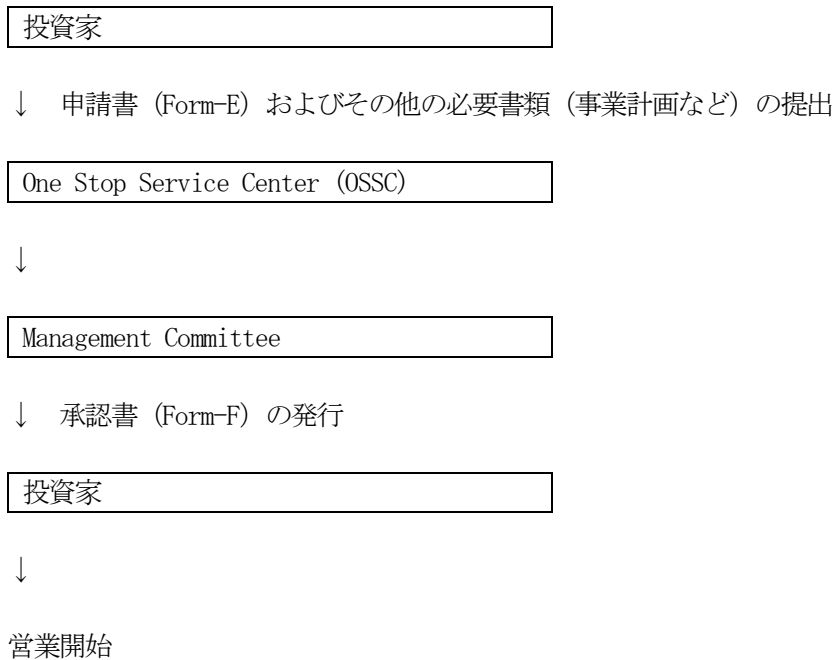 投資家
↓　申請書（Form-E）およびその他の必要書類（事業計画など）の提出
One Stop Service Center（OSSC）
↓
Management Committee
↓　承認書（Form-F）の発行
投資家
↓
営業開始